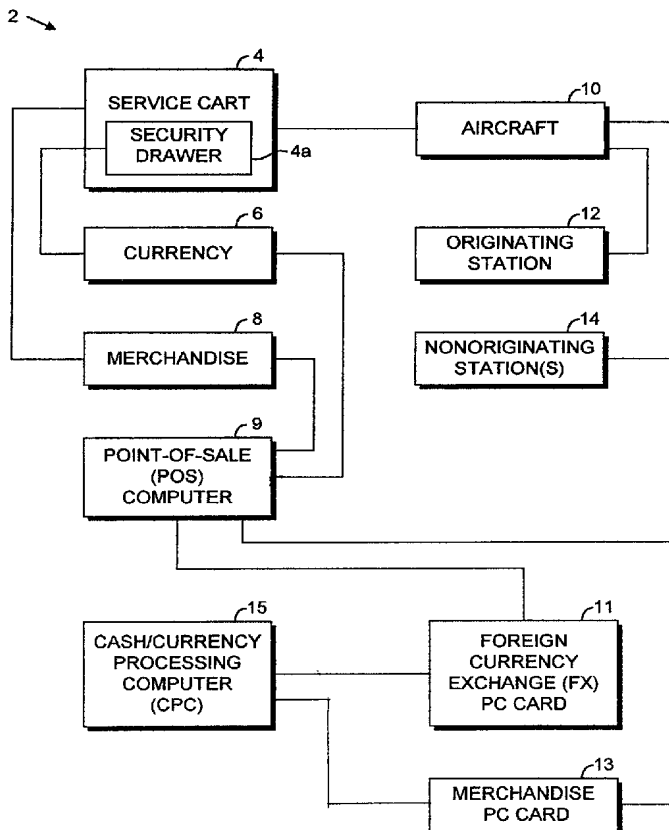 2
4
SERVICE CART
SECURITY
DRAWER
4a
10
AIRCRAFT
6
CURRENCY
12
ORIGINATING
STATION
8
MERCHANDISE
14
NONORIGINATING
STATION(S)
9
POINT-OF-SALE
(POS)
COMPUTER
15
CASH/CURRENCY
PROCESSING
COMPUTER
(CPC)
11
FOREIGN
CURRENCY
EXCHANGE (FX)
PC CARD
13
MERCHANDISE
PC CARD